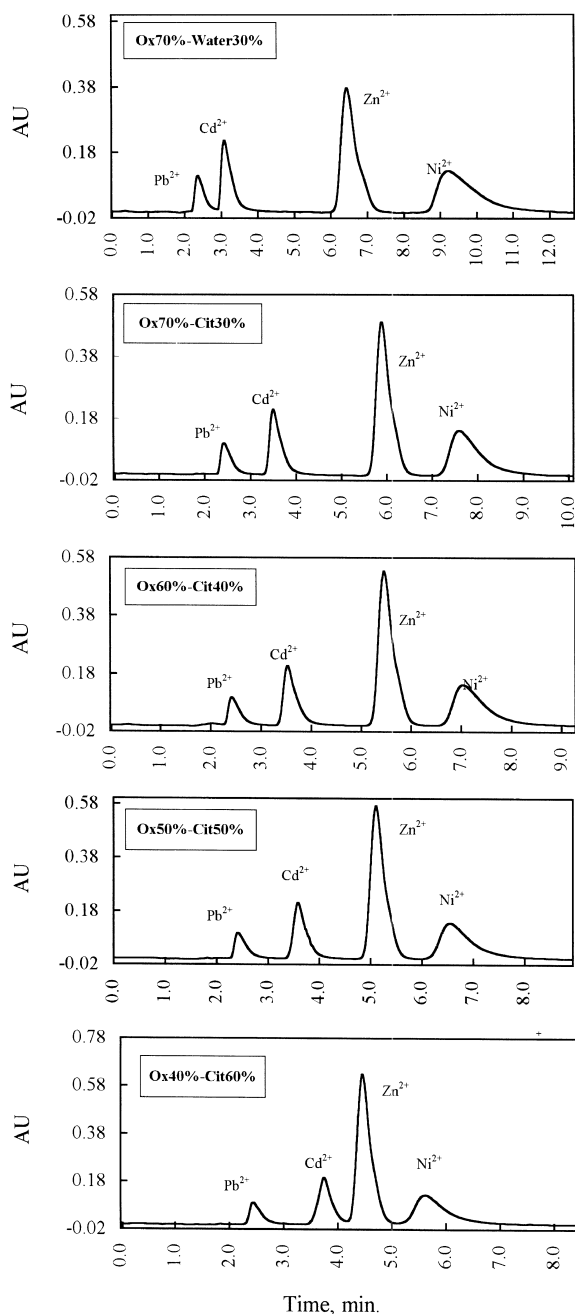 0.58
Ox70%-Water30%
0.38
Zn²⁺
AU
Cd²⁺
0.18
Pb²⁺
Ni²⁺
-0.02
0.0 1.0 2.0 3.0 4.0 5.0 6.0 7.0 8.0 9.0 10.0 11.0 12.0
0.58
Ox70%-Cit30%
0.38
Zn²⁺
AU
Cd²⁺
0.18
Ni²⁺
Pb²⁺
-0.02
0.0 1.0 2.0 3.0 4.0 5.0 6.0 7.0 8.0 9.0 10.0
0.58
Ox60%-Cit40%
0.38
Zn²⁺
AU
Cd²⁺
0.18
Pb²⁺
Ni²⁺
-0.02
0.0 1.0 2.0 3.0 4.0 5.0 6.0 7.0 8.0 9.0
0.58
Ox50%-Cit50%
Zn²⁺
0.38
AU
Cd²⁺
0.18
Pb²⁺
Ni²⁺
-0.02
0.0 1.0 2.0 3.0 4.0 5.0 6.0 7.0 8.0
0.78
+
Ox40%-Cit60%
0.58
Zn²⁺
AU
0.38
Cd²⁺
Ni²⁺
0.18
Pb²⁺
-0.02
0.0 1.0 2.0 3.0 4.0 5.0 6.0 7.0 8.0
Time, min.